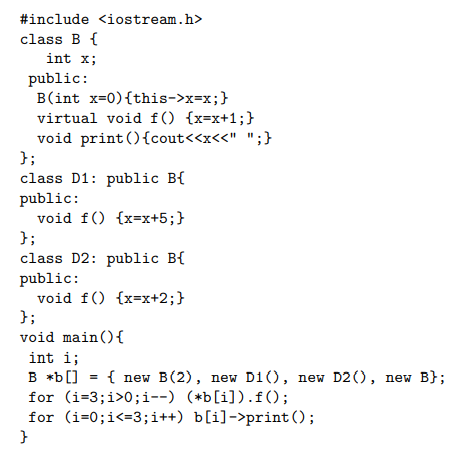 #include <iostream.h>
class B {
int x;
public:
B(int x=0){this->x=x;}
virtual void f() {x=x+1;}
void print(){cout<<x<<" ";}
};
class D1: public B{
public:
void f() {x=x+5;}
};
class D2: public B{
public:
void f() {x=x+2;}
};
void main(){
int i;
B *b[] = { new B(2), new D1(), new D2(), new B};
for (i=3;i>0;i--) (*b[i]).f();
for (i=0;i<=3;i++) b[i]->print();
}